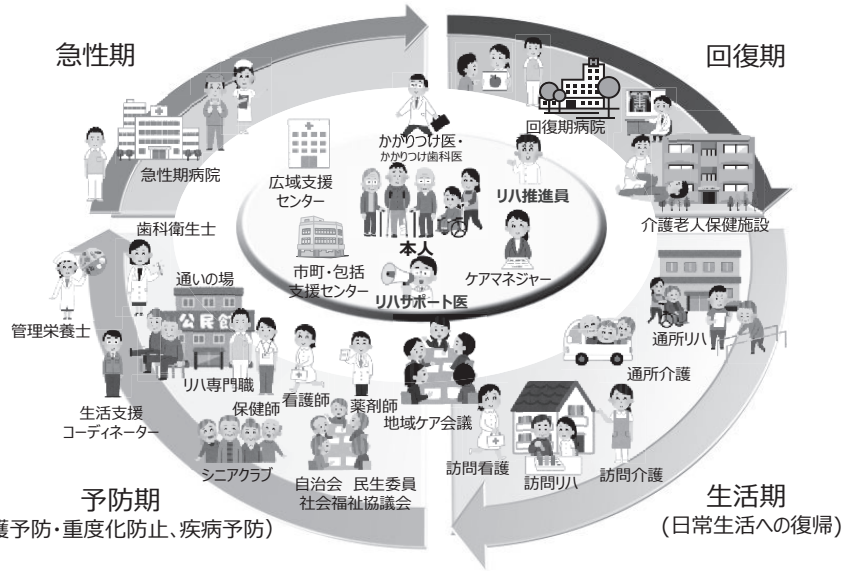 急性期
回復期
急性期病院
回復期病院
かかりつけ医・
かかりつけ歯科医
広域支援
センター
リハ推進員
介護老人保健施設
本人
市町・包括
支援センター
ケアマネジャー
リハサポート医
歯科衛生士
通いの場
公民館
管理栄養士
リハ専門職
保健師
看護師
薬剤師
地域ケア会議
通所リハ
通所介護
生活支援
コーディネーター
シニアクラブ
自治会 民生委員
社会福祉協議会
訪問看護
訪問リハ
訪問介護
予防期
護予防・重度化防止、疾病予防)
生活期
(日常生活への復帰)